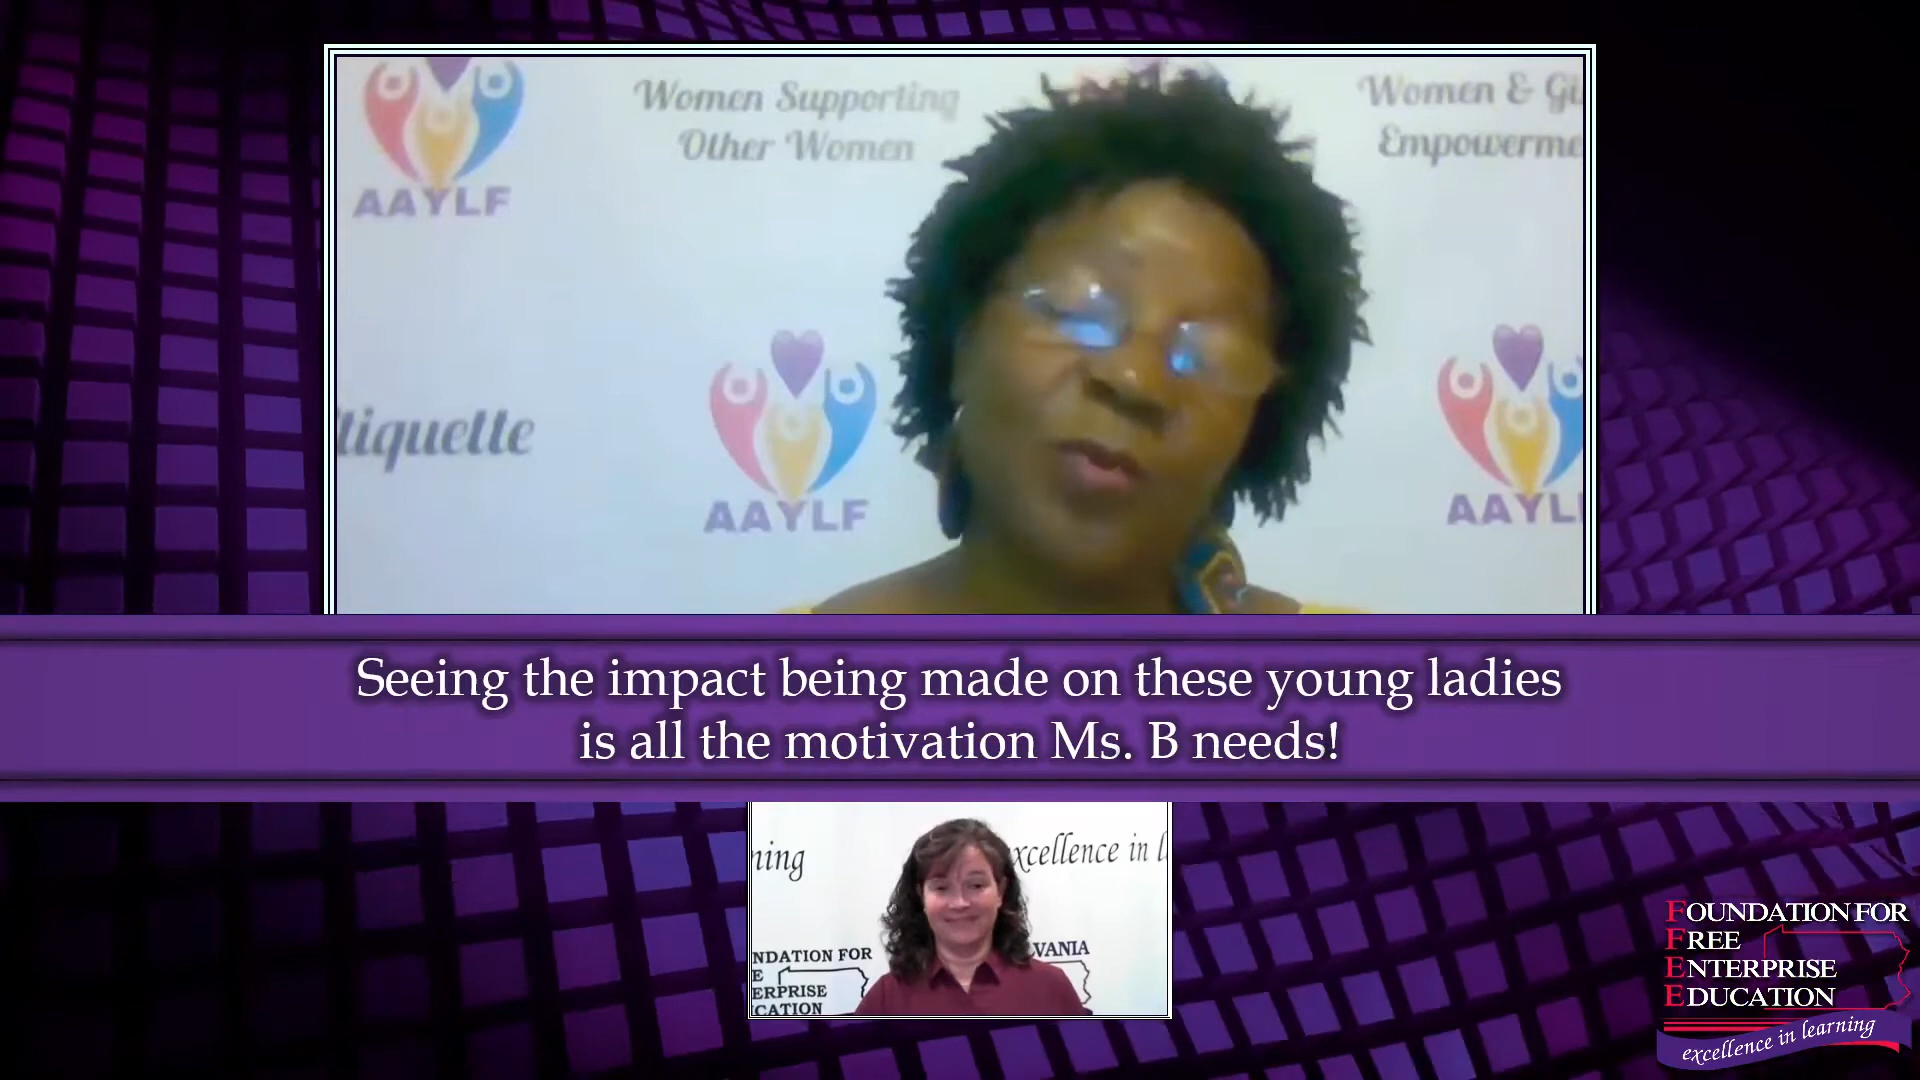 AAYLF
Women Supporting
Other Women
Women & Gi
Empowerme
tiquette
AAYLF
AAYL
Seeing the impact being made on these young ladies
is all the motivation Ms. B needs!
ning
xcellence in l
NDATION FOR
E
ERPRISE
CATION
VANIA
FOUNDATION FOR
FREE
ENTERPRISE
EDUCATION
excellence in learning